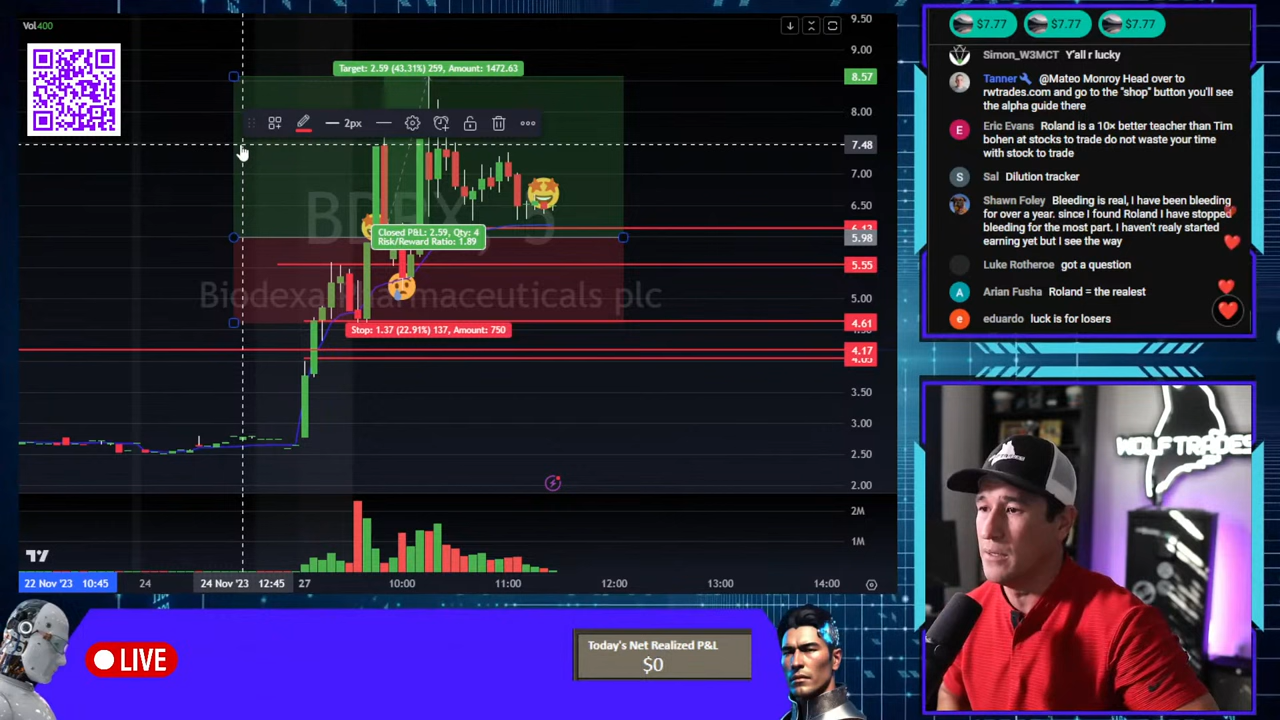 Vol400
Target: 2.59 (43.31%) 259, Amount: 1472.63
2px
Closed P&L: 2.59, Qty: 4
Risk/Reward Ratio: 1.89
Biodexa Pharmaceuticals plc
Stop: 1.37 (22.91%) 137, Amount: 750
9.50
9.00
8.57
8.00
7.48
7.00
6.50
5.98
5.55
5.00
4.61
4.17
3.50
3.00
2.50
2.00
2M
1M
22 Nov '23 10:45
24
24 Nov '23 12:45
27
10:00
11:00
12:00
13:00
14:00
$7.77
$7.77
$7.77
Simon_W3MCT Y'all r lucky
Tanner @Mateo Monroy Head over to
rwtrades.com and go to the "shop" button you'll see
the alpha guide there
Eric Evans Roland is a 10× better teacher than Tim
bohen at stocks to trade do not waste your time
with stock to trade
Sal Dilution tracker
Shawn Foley Bleeding is real, I have been bleeding
for over a year. since I found Roland I have stopped
bleeding for the most part. I haven't realy started
earning yet but I see the way
Luke Rotheroe got a question
Arian Fusha Roland = the realest
eduardo luck is for losers
WOLFTRADES
LIVE
Today's Net Realized P&L
$0